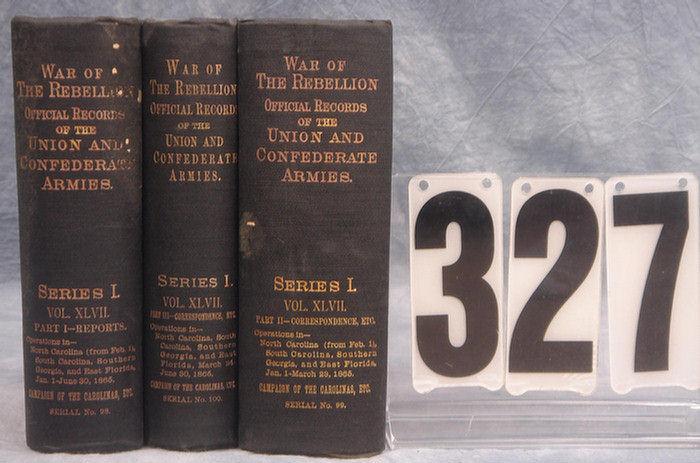 WAR OF
THE REBELLION
OFFICIAL RECORDS
OF THE
UNION AND
CONFEDERATE
ARMIES.
SERIES I.
VOL. XLVII.
PART I—REPORTS.
Operations in—
North Carolina (from Feb. 1),
South Carolina, Southern
Georgia, and East Florida,
Jan. 1-June 30, 1865.
CAMPAIGN OF THE CAROLINAS, ETC.
SERIAL No. 98.
WAR OF
THE REBELLION
OFFICIAL RECORDS
OF THE
UNION AND
CONFEDERATE
ARMIES.
SERIES I.
VOL. XLVII.
PART III—CORRESPONDENCE, ETC.
Operations in—
North Carolina, South
Carolina, Southern
Georgia, and East
Florida, March 24-
June 30, 1865.
CAMPAIGN OF THE CAROLINAS, ETC.
SERIAL No. 100.
WAR OF
THE REBELLION
OFFICIAL RECORDS
OF THE
UNION AND
CONFEDERATE
ARMIES.
SERIES I.
VOL. XLVII.
PART II—CORRESPONDENCE, ETC.
Operations in—
North Carolina (from Feb. 1),
South Carolina, Southern
Georgia, and East Florida,
Jan. 1-March 23, 1865.
CAMPAIGN OF THE CAROLINAS, ETC.
SERIAL No. 99.
327